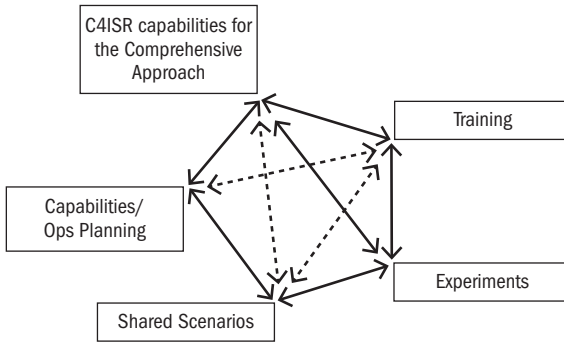 C4ISR capabilities for
the Comprehensive
Approach
Training
Capabilities/
Ops Planning
Experiments
Shared Scenarios